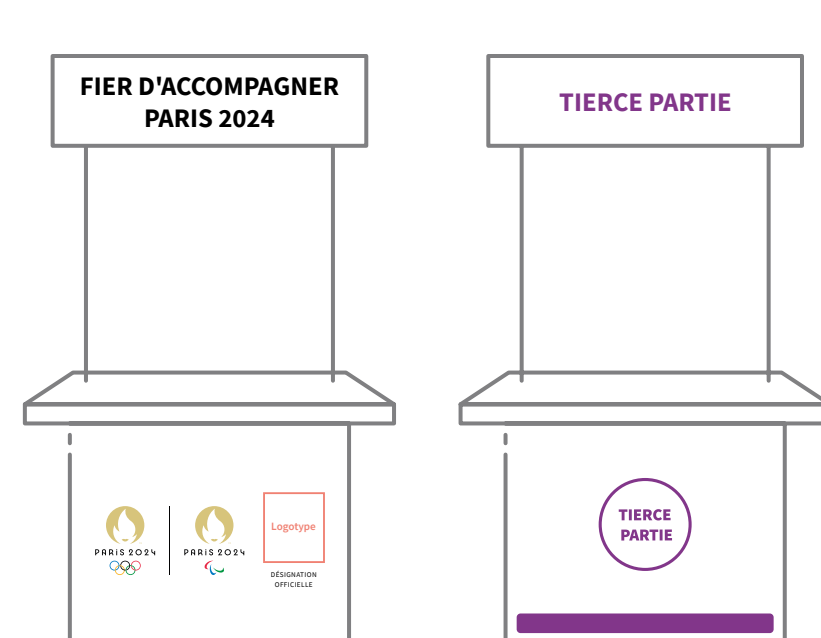 FIER D'ACCOMPAGNER
PARIS 2024
TIERCE PARTIE
PARIS 2024
PARIS 2024
Logotype
DÉSIGNATION
OFFICIELLE
TIERCE
PARTIE